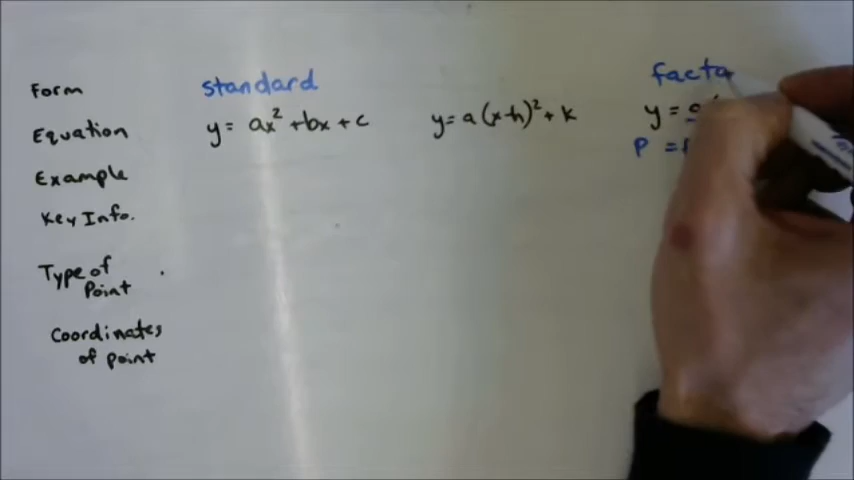 Form standard
Equation y = ax² + bx + c y = a(x-h)² + k y =
Example P =
Key Info.
Type of Point
Coordinates of point